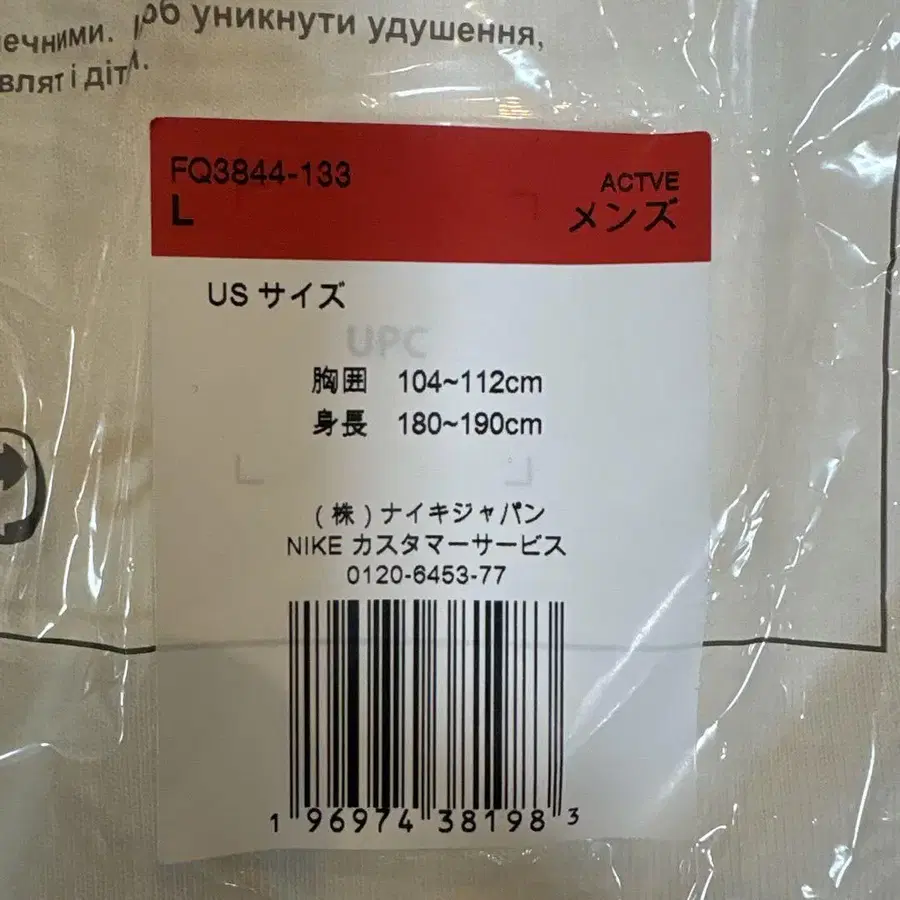 об уникнути удушення,
ечними.
влят і діт
FQ3844-133
ACTVE
L
メンズ
US サイズ
UPC
胸囲 104~112cm
身長 180~190cm
(株)ナイキジャパン
NIKE カスタマーサービス
0120-6453-77
1 96974 38198 3